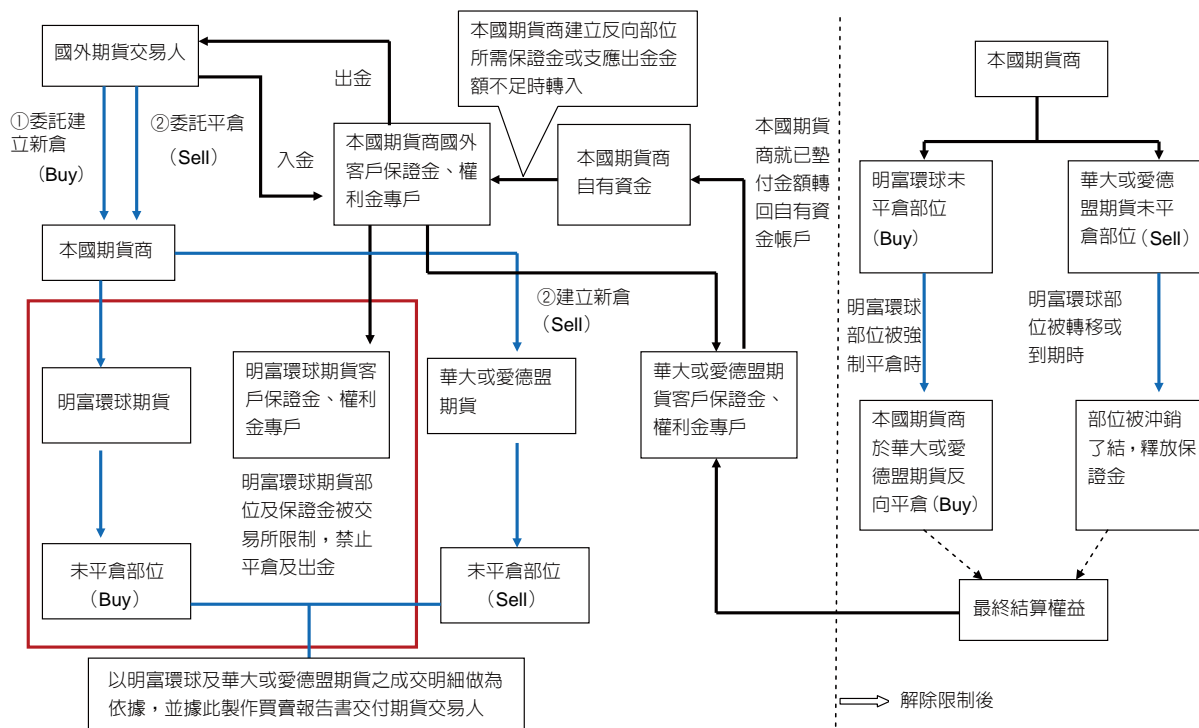 國外期貨交易人
出金
入金
①委託建
立新倉
(Buy)
②委託平倉
(Sell)
本國期貨商建立反向部位
所需保證金或支應出金金
額不足時轉入
本國期貨商國外
客戶保證金、權
利金專戶
本國期貨商
自有資金
本國期貨
商就已墊
付金額轉
回自有資
金帳戶
本國期貨商
②建立新倉
(Sell)
明富環球期貨
明富環球期貨客
戶保證金、權利
金專戶
華大或愛德盟
期貨
華大或愛德盟期
貨客戶保證金、
權利金專戶
明富環球期貨部
位及保證金被交
易所限制，禁止
平倉及出金
未平倉部位
(Buy)
未平倉部位
(Sell)
以明富環球及華大或愛德盟期貨之成交明細做為
依據，並據此製作買賣報告書交付期貨交易人
本國期貨商
明富環球未
平倉部位
(Buy)
華大或愛德
盟期貨未平
倉部位(Sell)
明富環球
部位被強
制平倉時
明富環球部
位被轉移或
到期時
本國期貨商
於華大或愛
德盟期貨反
向平倉(Buy)
部位被沖銷
了結，釋放保
證金
最終結算權益
解除限制後